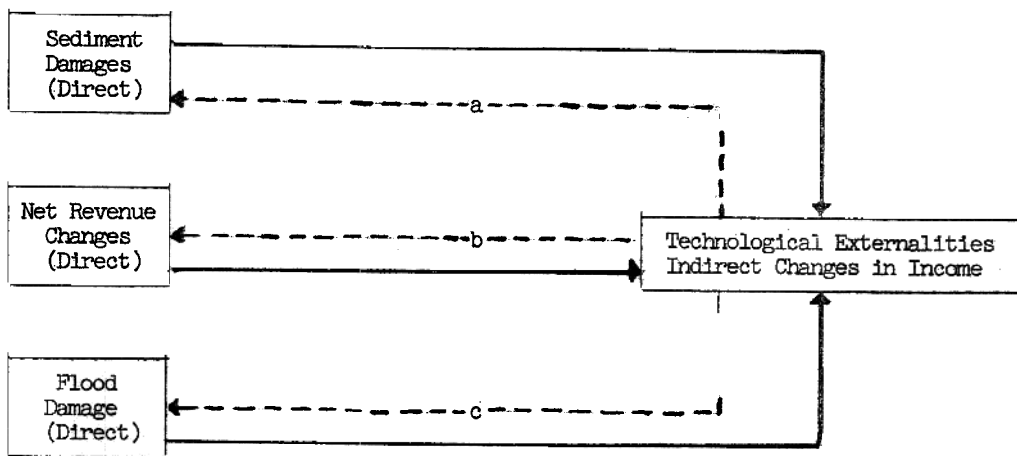 Sediment
Damages
(Direct)
a
Net Revenue
Changes
(Direct)
b
Technological Externalities
Indirect Changes in Income
Flood
Damage
(Direct)
c